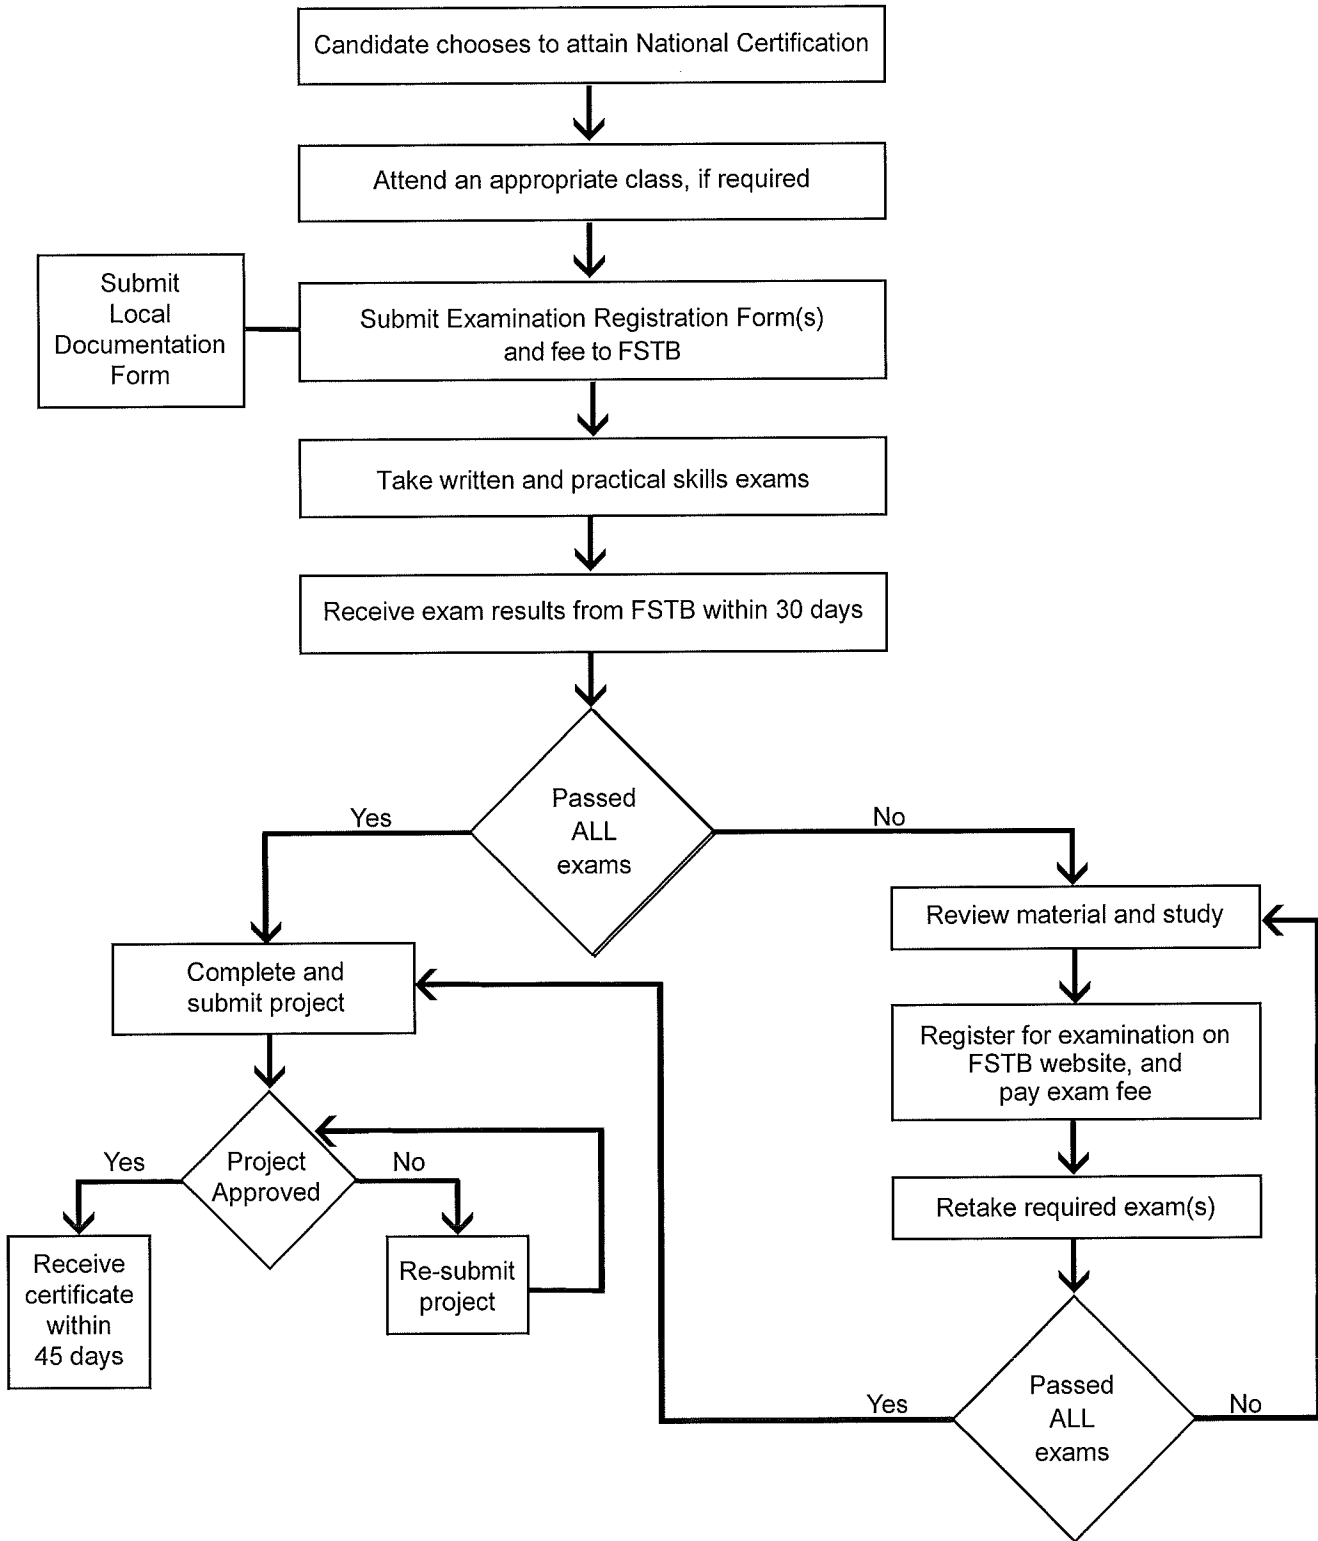 Candidate chooses to attain National Certification
Attend an appropriate class, if required
Submit
Local
Documentation
Form
Submit Examination Registration Form(s)
and fee to FSTB
Take written and practical skills exams
Receive exam results from FSTB within 30 days
Passed
ALL
exams
Yes
No
Complete and
submit project
Project
Approved
Yes
No
Receive
certificate
within
45 days
Re-submit
project
Review material and study
Register for examination on
FSTB website, and
pay exam fee
Retake required exam(s)
Passed
ALL
exams
Yes
No